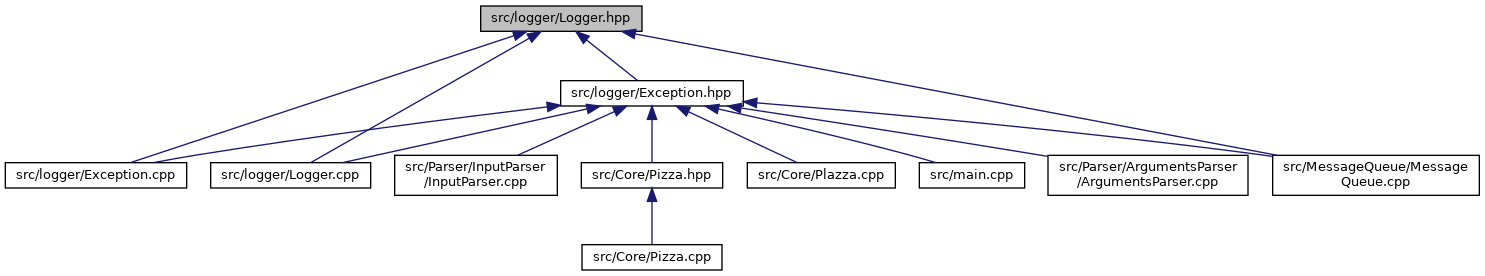 src/logger/Logger.hpp
src/logger/Exception.hpp
src/logger/Exception.cpp
src/logger/Logger.cpp
src/Parser/InputParser
/InputParser.cpp
src/Core/Pizza.hpp
src/Core/Plazza.cpp
src/main.cpp
src/Parser/ArgumentsParser
/ArgumentsParser.cpp
src/MessageQueue/Message
Queue.cpp
src/Core/Pizza.cpp